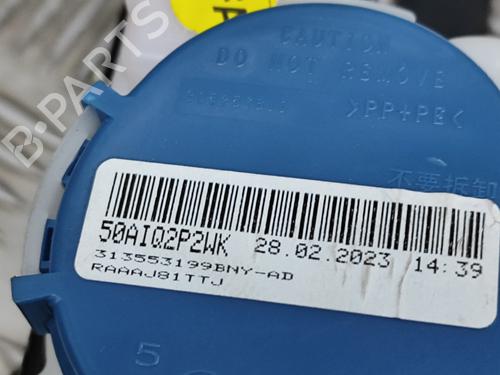 CAUTION
DO NOT REMOVE
>PP+PE<
不要拆卸
50AIQ2P2WK 28.02.2023 14:39
313553199BNY-AD
RAAAJ81TTJ
5
B-PARTS